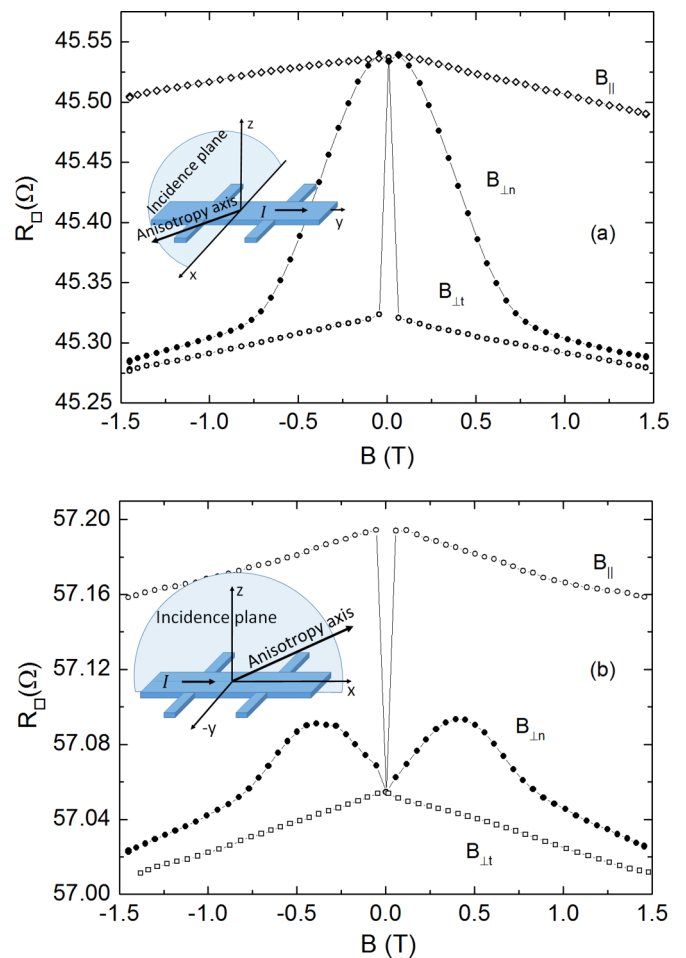 45.55
45.50
45.45
45.40
45.35
45.30
45.25
R□(Ω)
-1.5 -1.0 -0.5 0.0 0.5 1.0 1.5
B (T)
B||
B⊥n
B⊥t
(a)
Incidence plane
Anisotropy axis
I
z
y
x
57.20
57.16
57.12
57.08
57.04
57.00
R□(Ω)
-1.5 -1.0 -0.5 0.0 0.5 1.0 1.5
B (T)
B||
B⊥n
B⊥t
(b)
Incidence plane
Anisotropy axis
I
z
x
-y